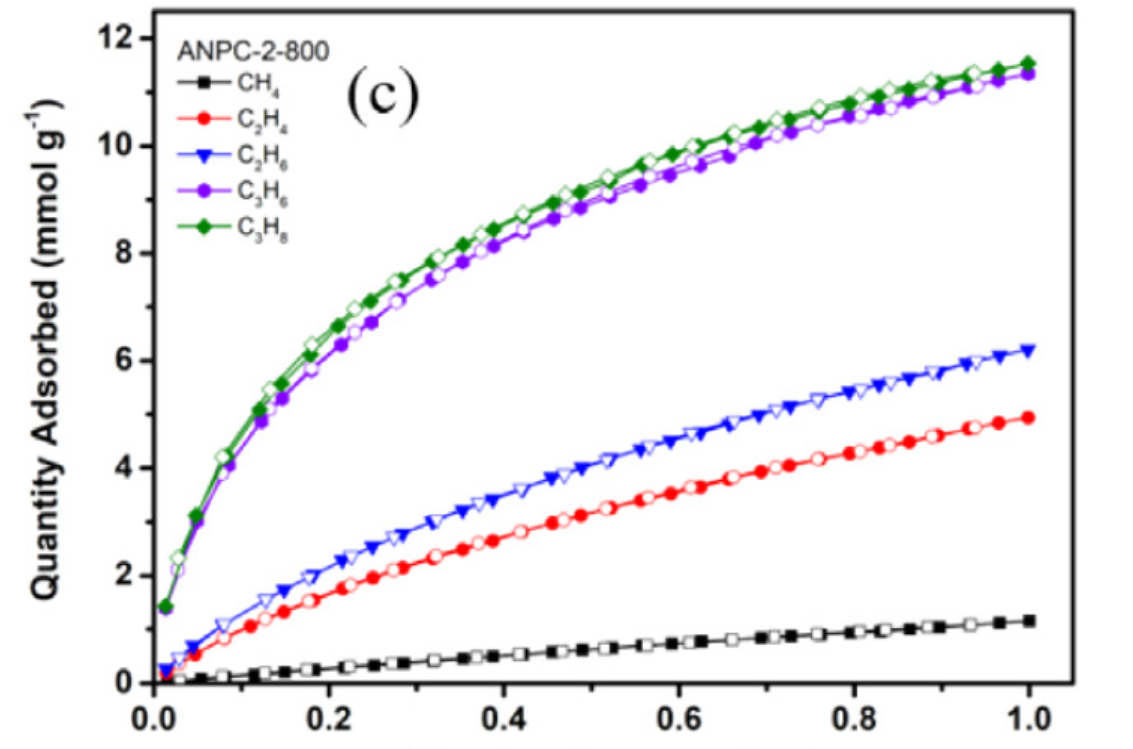 ANPC-2-800
(c)
CH₄
C₂H₄
C₂H₆
C₃H₆
C₃H₈
Quantity Adsorbed (mmol g⁻¹)
12
10
8
6
4
2
0
0.0 0.2 0.4 0.6 0.8 1.0